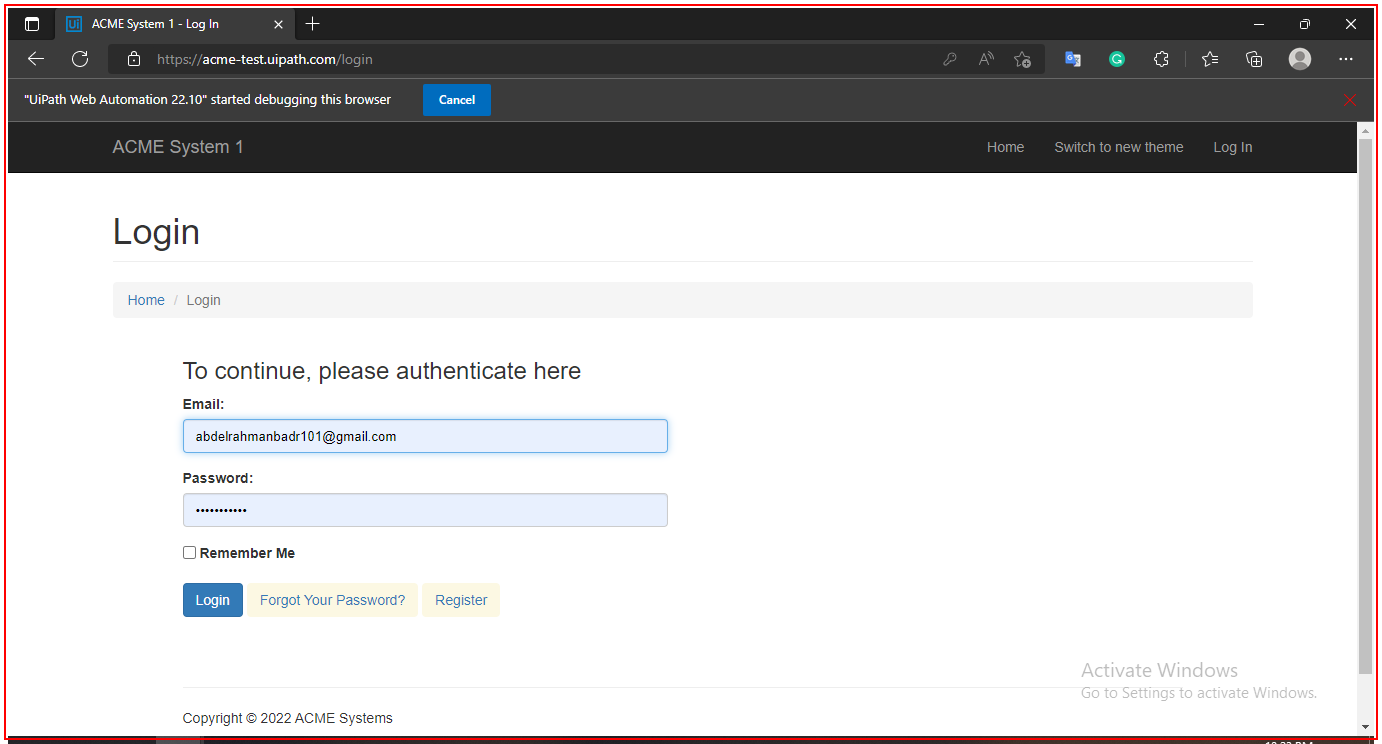 ACME System 1 - Log In
https://acme-test.uipath.com/login
"UiPath Web Automation 22.10" started debugging this browser
Cancel
ACME System 1
Home
Switch to new theme
Log In
Login
Home / Login
To continue, please authenticate here
Email:
abdelrahmanbadr101@gmail.com
Password:
•••••••••••
Remember Me
Login
Forgot Your Password?
Register
Activate Windows
Go to Settings to activate Windows.
Copyright © 2022 ACME Systems